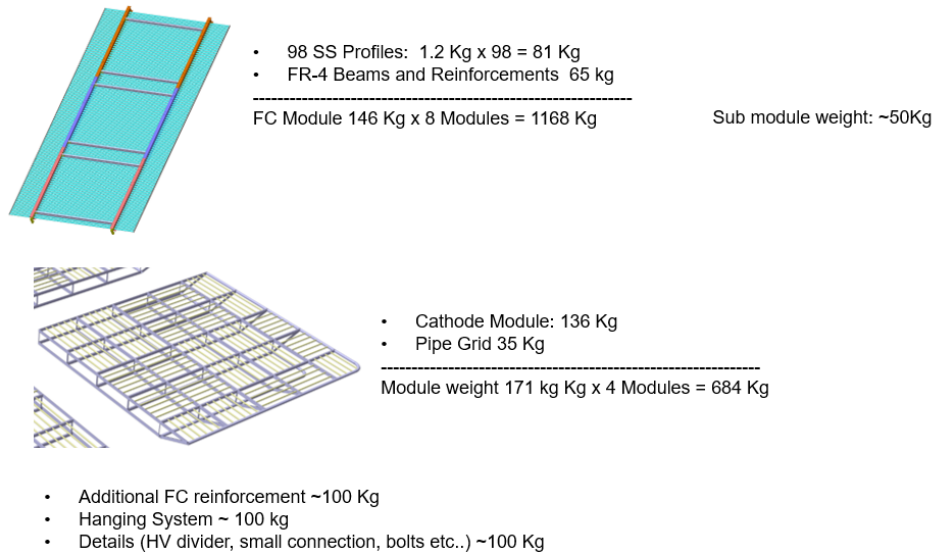 • 98 SS Profiles: 1.2 Kg x 98 = 81 Kg
• FR-4 Beams and Reinforcements 65 kg
------------------------------------------------------------------
FC Module 146 Kg x 8 Modules = 1168 Kg
Sub module weight: ~50Kg
• Cathode Module: 136 Kg
• Pipe Grid 35 Kg
------------------------------------------------------------------
Module weight 171 kg Kg x 4 Modules = 684 Kg
• Additional FC reinforcement ~100 Kg
• Hanging System ~ 100 kg
• Details (HV divider, small connection, bolts etc..) ~100 Kg